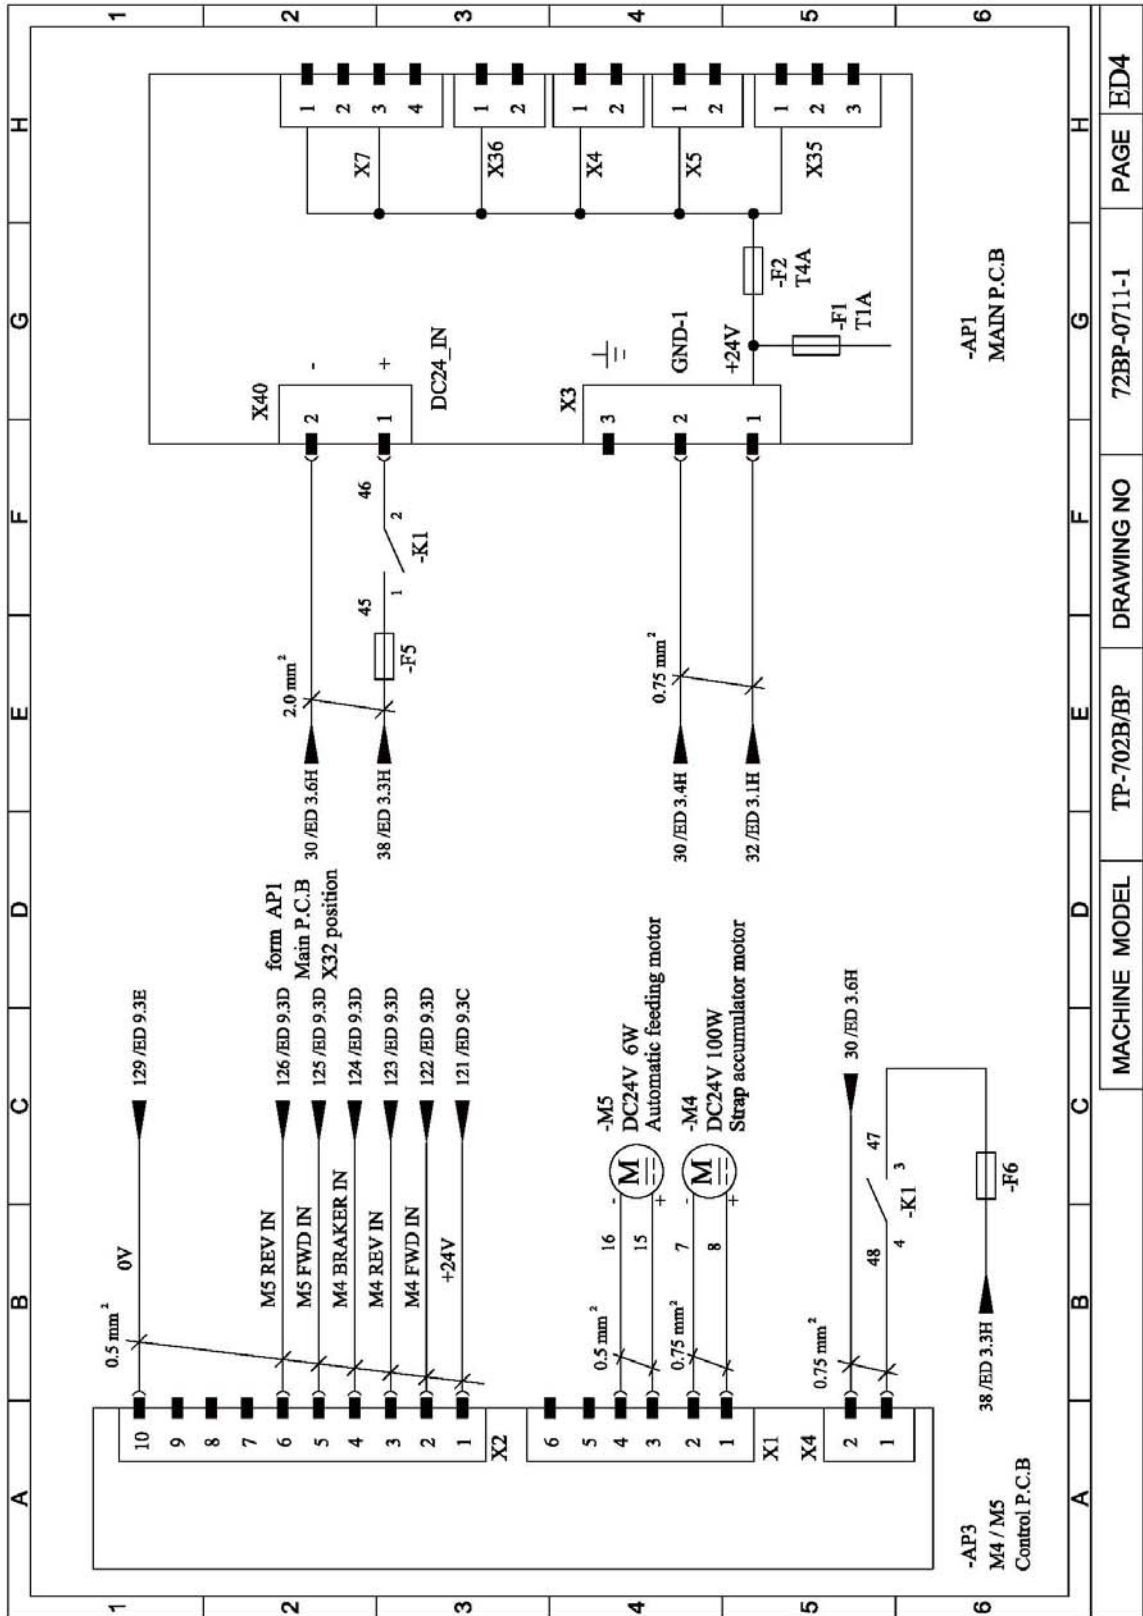 A B C D E F G H
1
2
3
4
5
6
-AP3
M4 / M5
Control P.C.B
X2
10
9
8
7
6
5
4
3
2
1
0.5 mm²
0V
129 /ED 9.3E
M5 REV IN
126 /ED 9.3D
M5 FWD IN
125 /ED 9.3D
M4 BRAKER IN
124 /ED 9.3D
M4 REV IN
123 /ED 9.3D
M4 FWD IN
122 /ED 9.3D
+24V
121 /ED 9.3C
form AP1
Main P.C.B
X32 position
X1
6
5
4
3
2
1
0.5 mm²
16 -
15 +
-M5
DC24V 6W
Automatic feeding motor
M
0.75 mm²
7 -
8 +
-M4
DC24V 100W
Strap accumulator motor
M
X4
2
1
0.75 mm²
30 /ED 3.6H
48
47
4
3
-K1
38 /ED 3.3H
-F6
30 /ED 3.6H
38 /ED 3.3H
2.0 mm²
-F5
45
46
1
2
-K1
X40
2 -
1 +
DC24_IN
30 /ED 3.4H
32 /ED 3.1H
0.75 mm²
X3
3
2
1
GND-1
+24V
-F2
T4A
-F1
T1A
X7
1
2
3
4
X36
1
2
X4
1
2
X5
1
2
X35
1
2
3
-AP1
MAIN P.C.B
1
2
3
4
5
6
A B C D E F G H
MACHINE MODEL TP-702B/BP DRAWING NO 72BP-0711-1 PAGE ED4